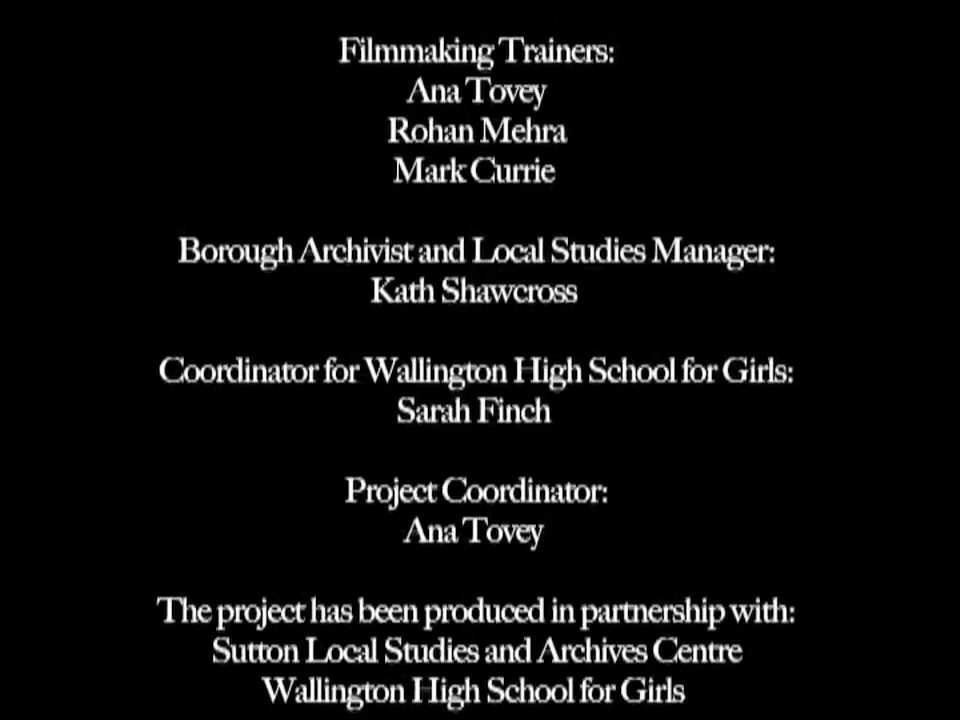 Filmmaking Trainers:
Ana Tovey
Rohan Mehra
Mark Currie
Borough Archivist and Local Studies Manager:
Kath Shawcross
Coordinator for Wallington High School for Girls:
Sarah Finch
Project Coordinator:
Ana Tovey
The project has been produced in partnership with:
Sutton Local Studies and Archives Centre
Wallington High School for Girls